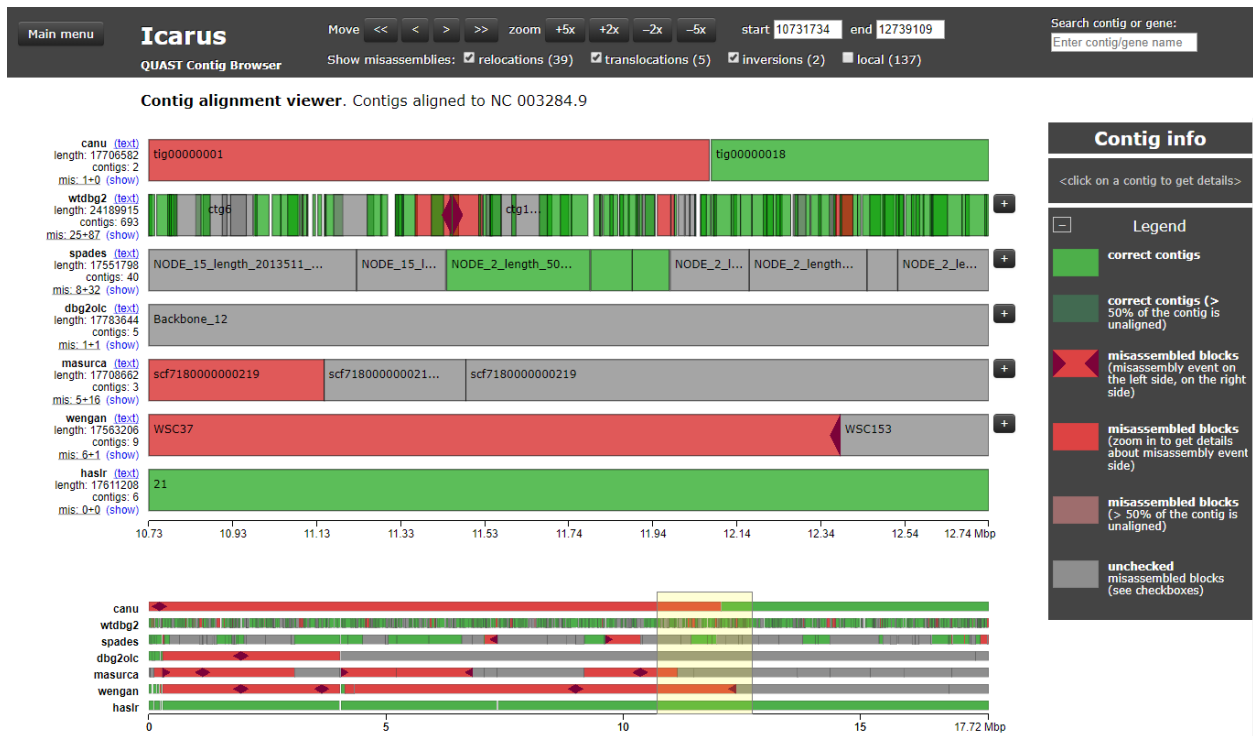 Main menu
Icarus
QUAST Contig Browser
Move << < > >> zoom +5x +2x −2x −5x start 10731734 end 12739109
Show misassemblies: relocations (39) translocations (5) inversions (2) local (137)
Search contig or gene:
Enter contig/gene name
Contig alignment viewer. Contigs aligned to NC 003284.9
canu (text)
length: 17706582
contigs: 2
mis: 1+0 (show)
tig00000001
tig00000018
wtdbg2 (text)
length: 24189915
contigs: 693
mis: 25+87 (show)
ctg6
ctg1...
+
spades (text)
length: 17551798
contigs: 40
mis: 8+32 (show)
NODE_15_length_2013511_...
NODE_15_l...
NODE_2_length_50...
NODE_2_l...
NODE_2_length...
NODE_2_le...
+
dbg2olc (text)
length: 17783644
contigs: 5
mis: 1+1 (show)
Backbone_12
+
masurca (text)
length: 17708662
contigs: 3
mis: 5+16 (show)
scf7180000000219
scf718000000021...
scf7180000000219
+
wengan (text)
length: 17563206
contigs: 9
mis: 6+1 (show)
WSC37
WSC153
+
haslr (text)
length: 17611208
contigs: 6
mis: 0+0 (show)
21
10.73 10.93 11.13 11.33 11.53 11.74 11.94 12.14 12.34 12.54 12.74 Mbp
canu
wtdbg2
spades
dbg2olc
masurca
wengan
haslr
0 5 10 15 17.72 Mbp
Contig info
<click on a contig to get details>
− Legend
correct contigs
correct contigs (>
50% of the contig is
unaligned)
misassembled blocks
(misassembly event on
the left side, on the right
side)
misassembled blocks
(zoom in to get details
about misassembly event
side)
misassembled blocks
(> 50% of the contig is
unaligned)
unchecked
misassembled blocks
(see checkboxes)